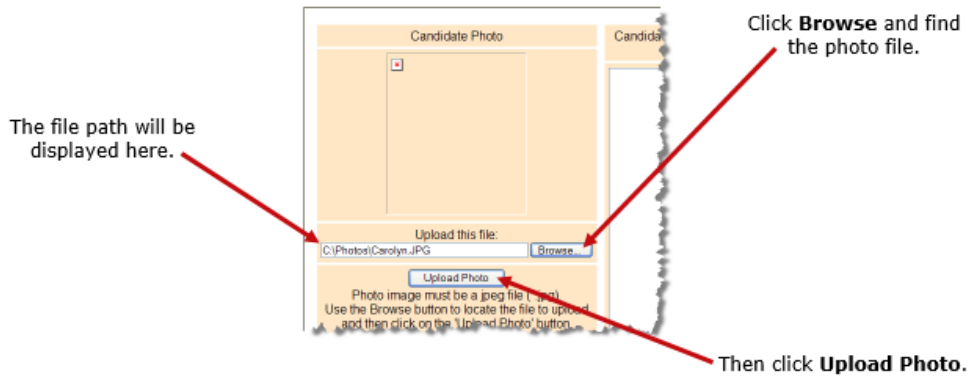 Click Browse and find
the photo file.
Candidate Photo
Candida
The file path will be
displayed here.
Upload this file:
C:\Photos\Carolyn.JPG
Browse...
Upload Photo
Photo image must be a jpeg file (*.jpg)
Use the Browse button to locate the file to upload
and then click on the 'Upload Photo' button.
Then click Upload Photo.